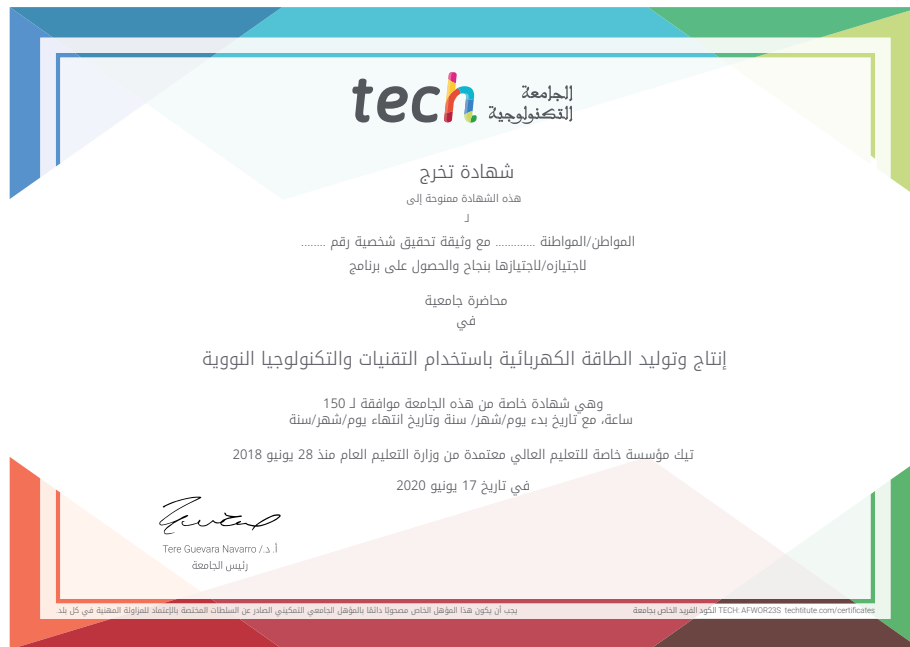 tech الجامعة
التكنولوجية
شهادة تخرج
هذه الشهادة ممنوحة إلى
لـ
المواطن/المواطنة ............ مع وثيقة تحقيق شخصية رقم ........
لاجتيازه/لاجتيازها بنجاح والحصول على برنامج
محاضرة جامعية
في
إنتاج وتوليد الطاقة الكهربائية باستخدام التقنيات والتكنولوجيا النووية
وهي شهادة خاصة من هذه الجامعة موافقة لـ 150
ساعة، مع تاريخ بدء يوم/شهر/ سنة وتاريخ انتهاء يوم/شهر/سنة
تيك مؤسسة خاصة للتعليم العالي معتمدة من وزارة التعليم العام منذ 28 يونيو 2018
في تاريخ 17 يونيو 2020
أ. د./ Tere Guevara Navarro
رئيس الجامعة
يجب أن يكون هذا المؤهل الخاص مصحوبًا دائمًا بالمؤهل الجامعي التمكيني الصادر عن السلطات المختصة بالإعتماد للمزاولة المهنية في كل بلد.
الكود الفريد الخاص بجامعة TECH: AFWOR23S techtitute.com/certificates